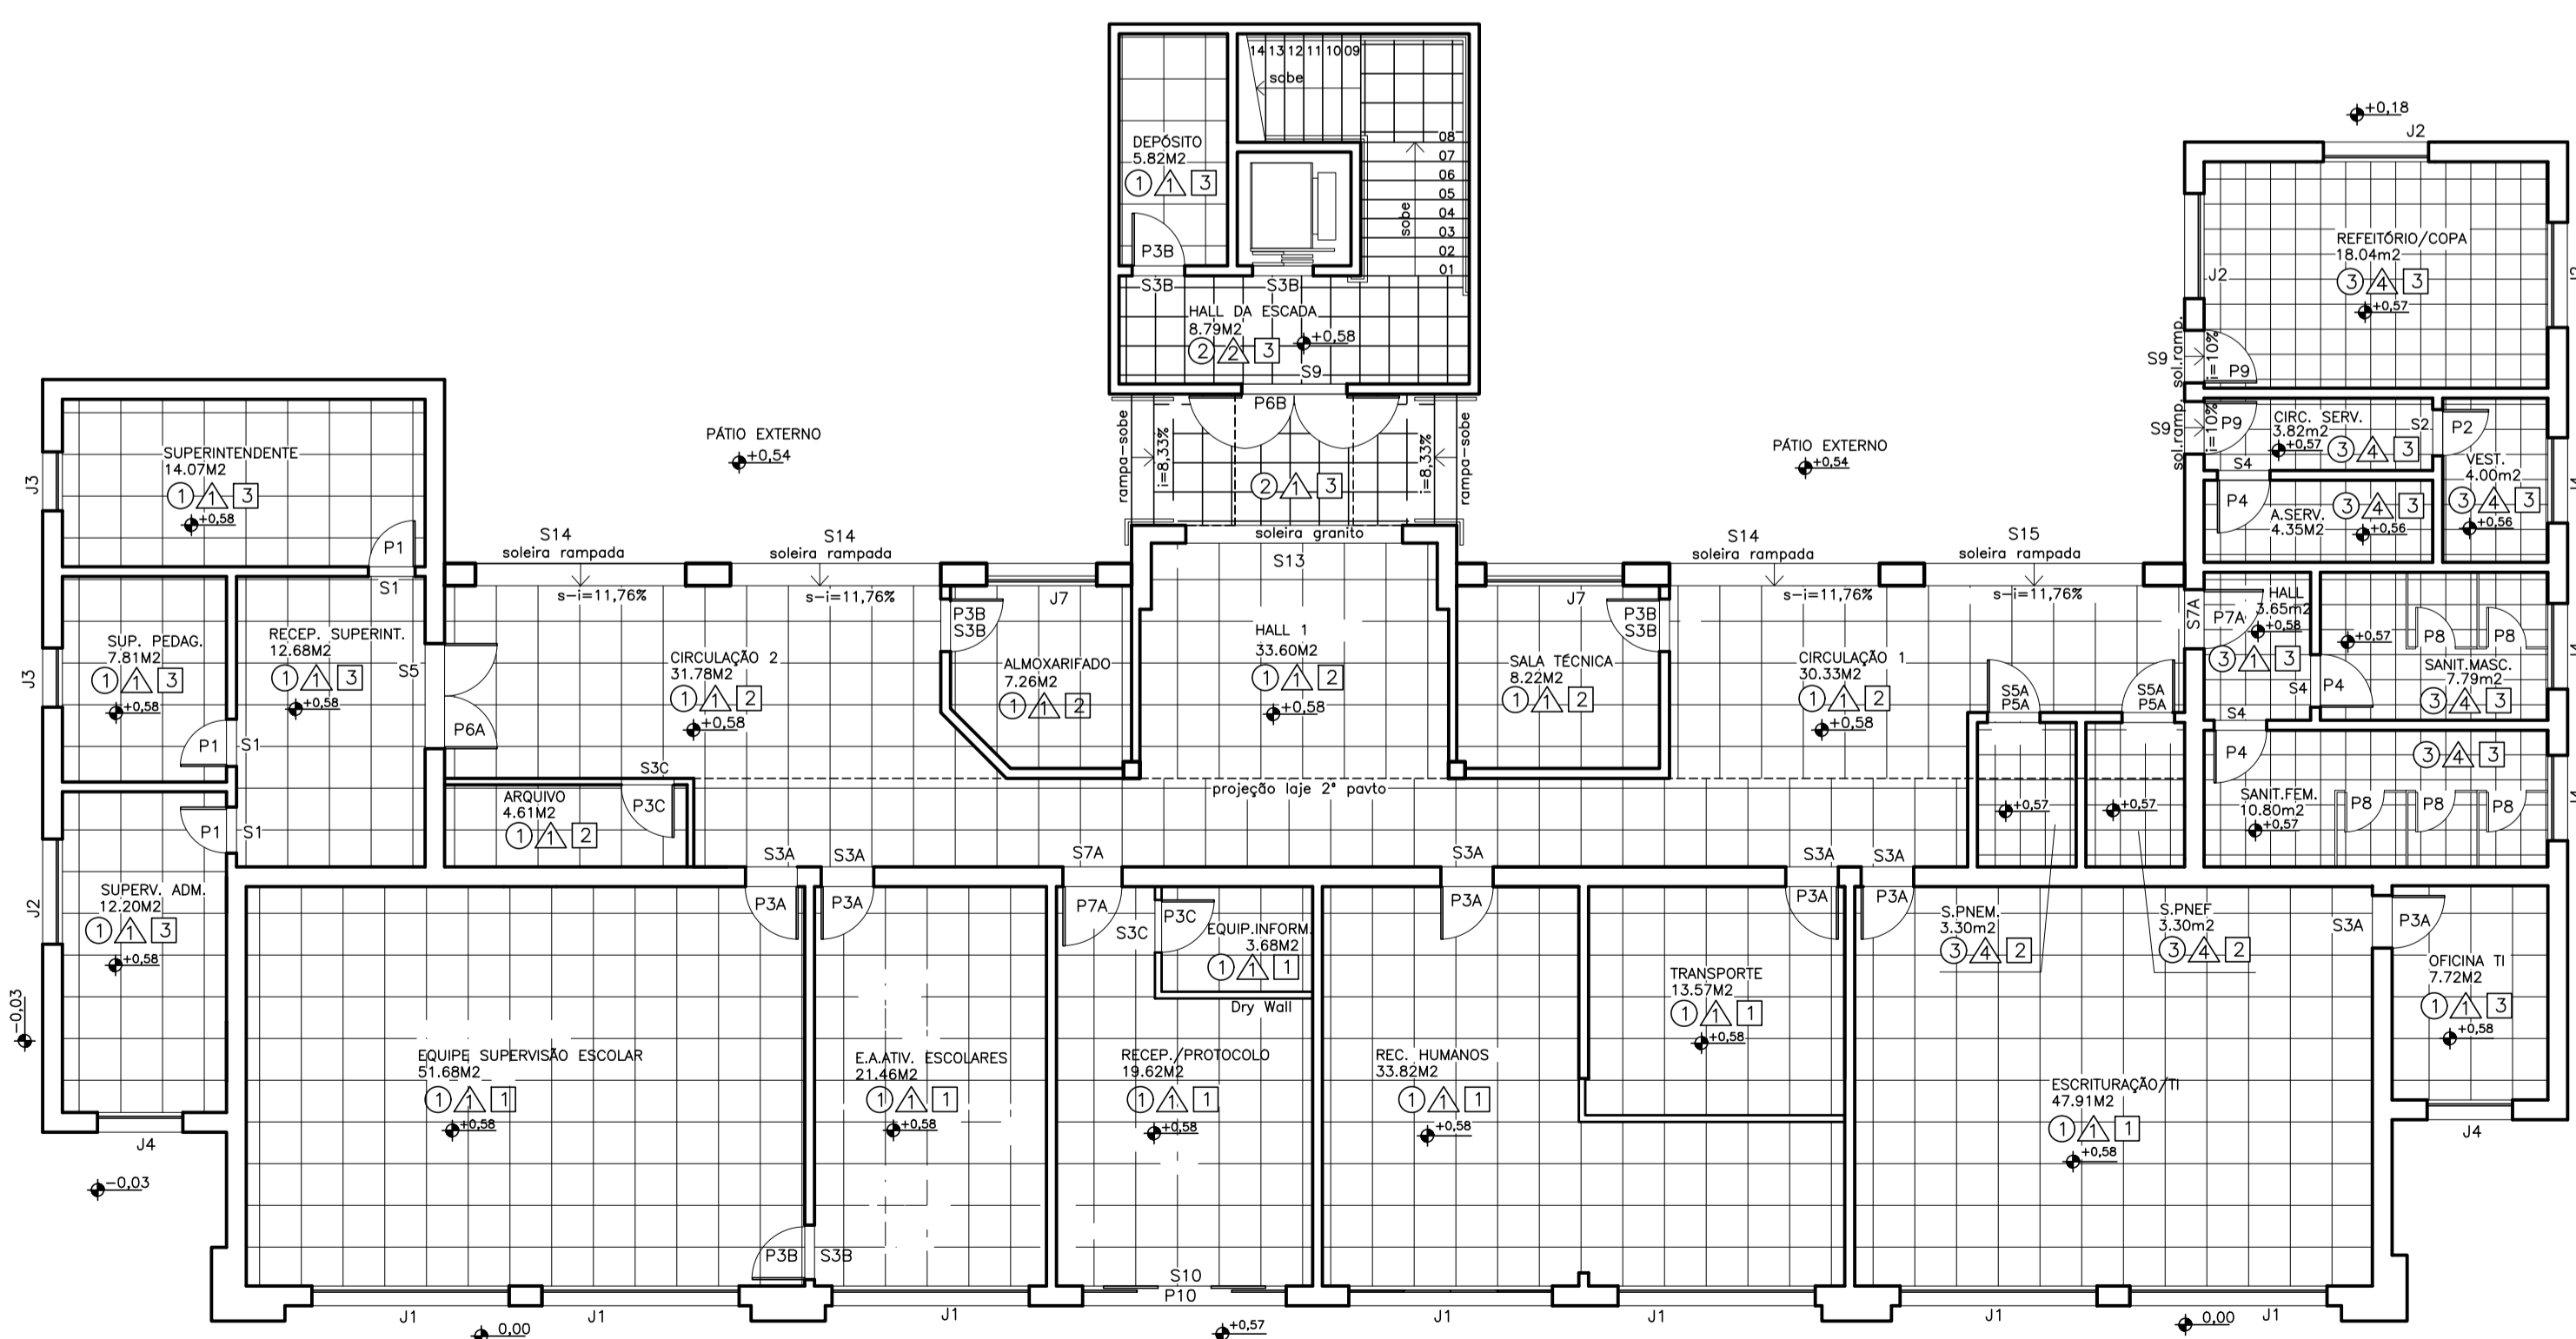 14 13 12 11 10 09
sobe
08
07
06
05
04
03
02
01
sobe
DEPÓSITO
5.82M2
1 1 3
P3B
S3B
S3B
HALL DA ESCADA
8.79M2
+0,58
2 2 3
S9
P6B
rampa-sobe
i=8,33%
i=8,33%
rampa-sobe
2 1 3
soleira granito
S13
+0,18
J2
REFEITÓRIO/COPA
18.04m2
3 4 3
+0,57
J2
J2
sol.ramp.
i=10%
S9
P9
sol.ramp.
i=10%
S9
P9
CIRC. SERV.
3.82m2
+0,57
3 4 3
S2
P2
S4
VEST.
4.00m2
3 4 3
+0,56
J4
P4
A.SERV.
4.35M2
3 4 3
+0,56
PÁTIO EXTERNO
+0,54
PÁTIO EXTERNO
+0,54
SUPERINTENDENTE
14.07M2
1 1 3
+0,58
J3
P1
S1
S14
soleira rampada
s-i=11,76%
S14
soleira rampada
s-i=11,76%
S14
soleira rampada
s-i=11,76%
S15
soleira rampada
s-i=11,76%
J7
J7
SUP. PEDAG.
7.81M2
1 1 3
+0,58
J3
P1
S1
RECEP. SUPERINT.
12.68M2
1 1 3
+0,58
S5
P6A
CIRCULAÇÃO 2
31.78M2
1 1 2
+0,58
P3B
S3B
ALMOXARIFADO
7.26M2
1 1 2
HALL 1
33.60M2
1 1 2
+0,58
P3B
S3B
SALA TÉCNICA
8.22M2
1 1 2
CIRCULAÇÃO 1
30.33M2
1 1 2
+0,58
S5A
P5A
S5A
P5A
S7A
P7A
HALL
3.65m2
+0,58
3 1 3
S4
P4
S4
+0,57
P8
P8
SANIT.MASC.
7.79m2
3 4 3
J4
P4
3 4 3
SANIT.FEM.
10.80m2
+0,57
P8
P8
P8
J4
+0,57
+0,57
projeção laje 2° pavto
S3C
ARQUIVO
4.61M2
1 1 2
P3C
P1
S1
SUPERV. ADM.
12.20M2
1 1 3
+0,58
J2
-0,03
J4
-0,03
S3A
S3A
S7A
S3A
S3A
S3A
P3A
P3A
P7A
P3A
P3A
P3A
EQUIPE SUPERVISÃO ESCOLAR
51.68M2
1 1 1
+0,58
P3B
S3B
E.A.ATIV. ESCOLARES
21.46M2
1 1 1
+0,58
P3C
S3C
EQUIP.INFORM.
3.68M2
1 1 1
Dry Wall
RECEP./PROTOCOLO
19.62M2
1 1 1
+0,58
S10
P10
REC. HUMANOS
33.82M2
1 1 1
+0,58
TRANSPORTE
13.57M2
1 1 1
+0,58
S.PNEM.
3.30m2
3 4 2
S.PNEF
3.30m2
3 4 2
ESCRITURAÇÃO/TI
47.91M2
1 1 1
+0,58
S3A
P3A
OFICINA TI
7.72M2
1 1 3
+0,58
J4
J1
J1
J1
J1
J1
J1
J1
0,00
+0,57
0,00